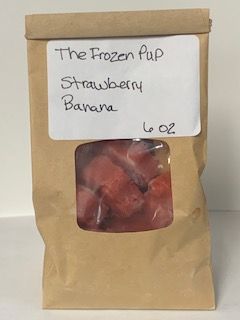 The Frozen Pup
Strawberry
Banana
6 oz